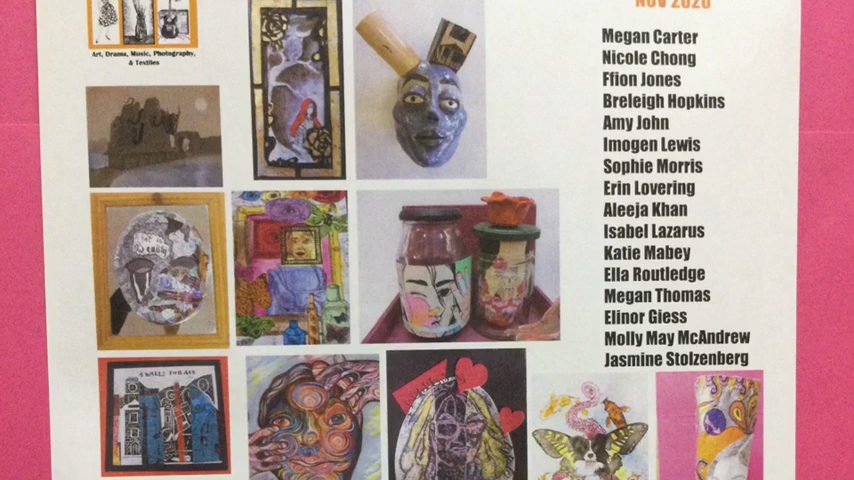 NOV 2020
Art, Drama, Music, Photography,
& Textiles
Megan Carter
Nicole Chong
Ffion Jones
Breleigh Hopkins
Amy John
Imogen Lewis
Sophie Morris
Erin Lovering
Aleeja Khan
Isabel Lazarus
Katie Mabey
Ella Routledge
Megan Thomas
Elinor Giess
Molly May McAndrew
Jasmine Stolzenberg
Beauty